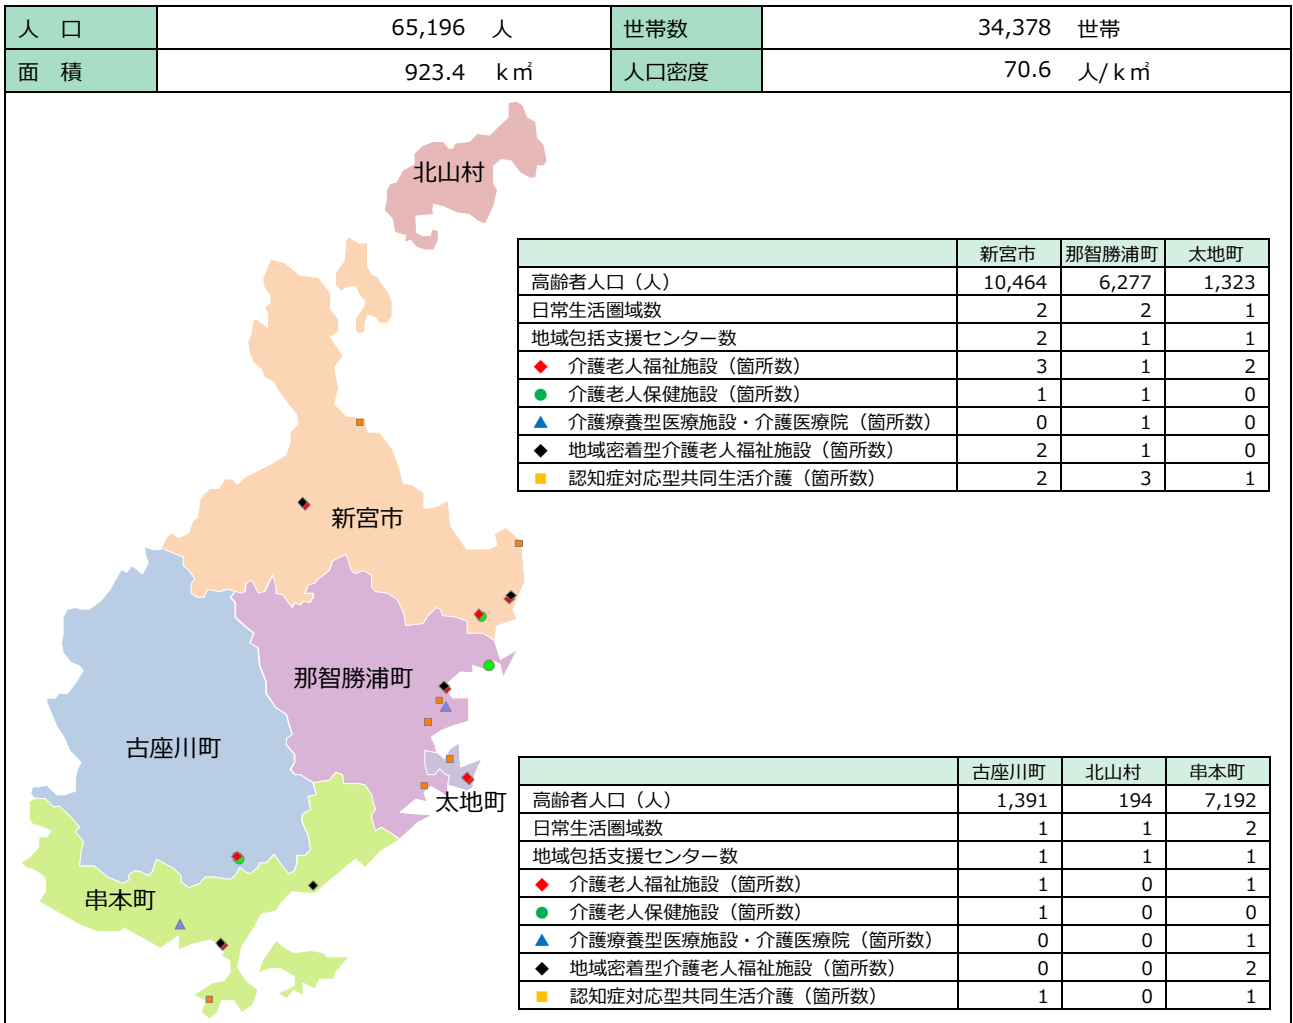 人　口 65,196 人 世帯数 34,378 世帯
面　積 923.4 ｋ㎡ 人口密度 70.6 人/ｋ㎡
北山村
新宮市 那智勝浦町 太地町
高齢者人口（人） 10,464 6,277 1,323
日常生活圏域数 2 2 1
地域包括支援センター数 2 1 1
介護老人福祉施設（箇所数） 3 1 2
介護老人保健施設（箇所数） 1 1 0
介護療養型医療施設・介護医療院（箇所数） 0 1 0
地域密着型介護老人福祉施設（箇所数） 2 1 0
認知症対応型共同生活介護（箇所数） 2 3 1
新宮市
那智勝浦町
古座川町
太地町
串本町
古座川町 北山村 串本町
高齢者人口（人） 1,391 194 7,192
日常生活圏域数 1 1 2
地域包括支援センター数 1 1 1
介護老人福祉施設（箇所数） 1 0 1
介護老人保健施設（箇所数） 1 0 0
介護療養型医療施設・介護医療院（箇所数） 0 0 1
地域密着型介護老人福祉施設（箇所数） 0 0 2
認知症対応型共同生活介護（箇所数） 1 0 1